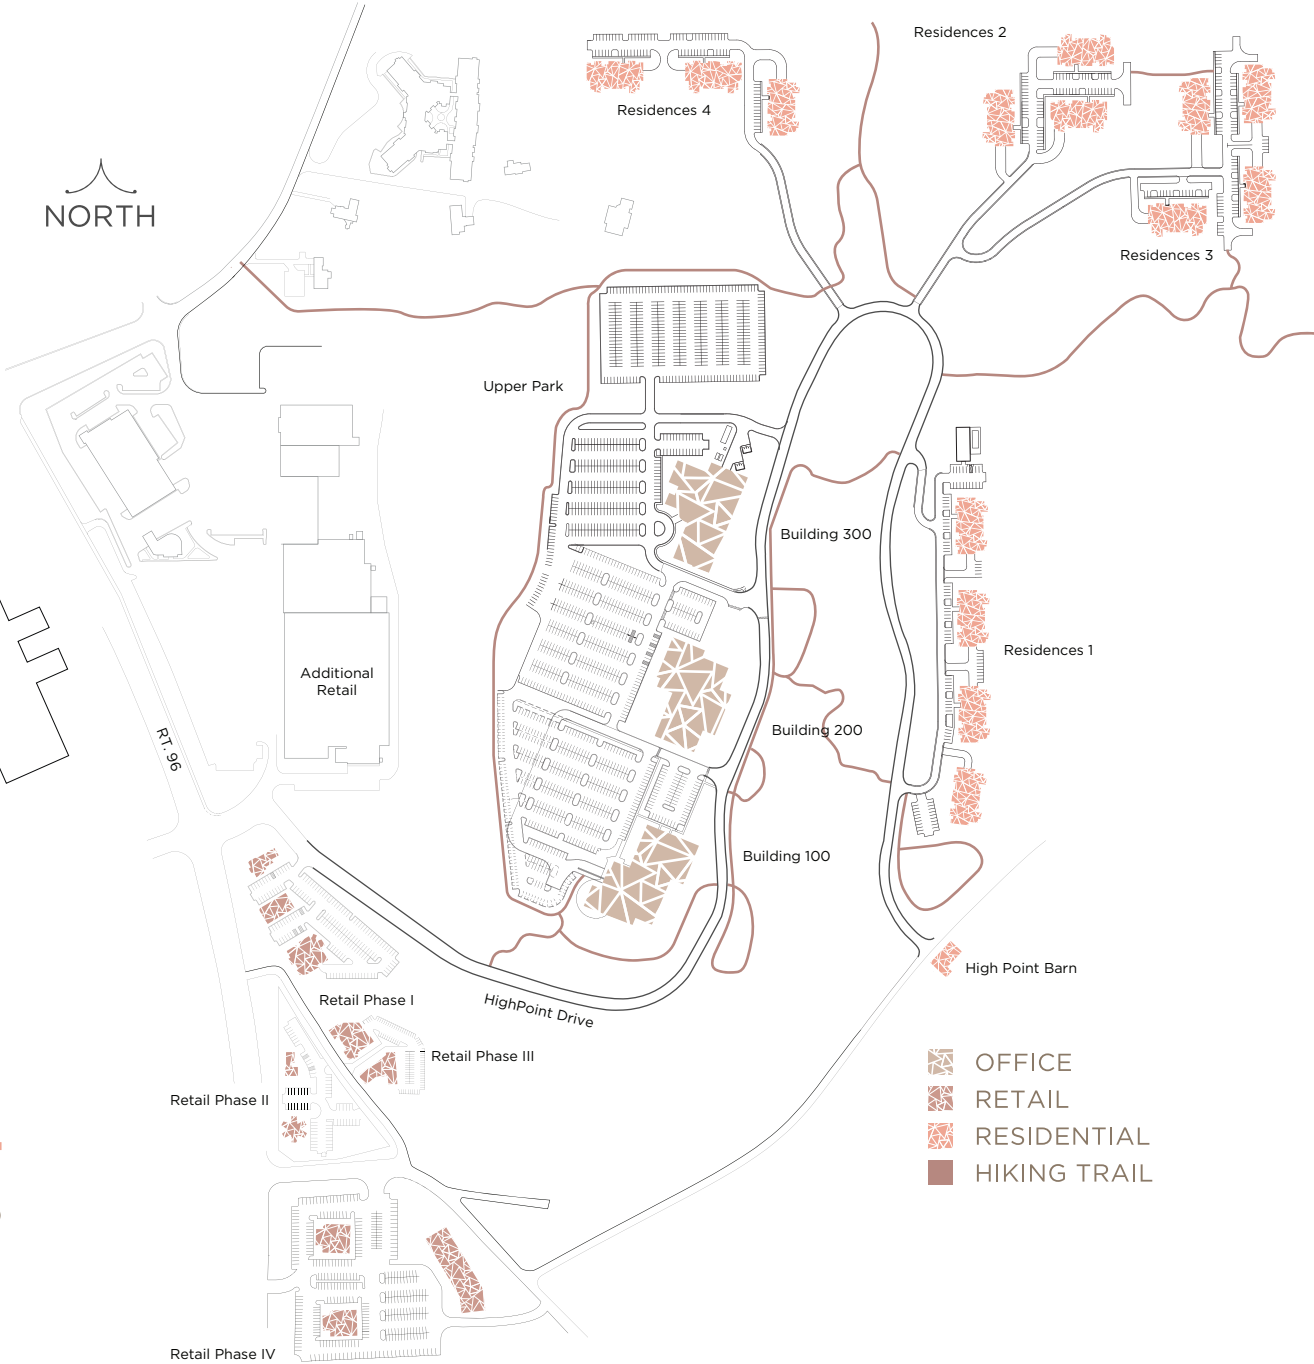 Residences 2
Residences 4
NORTH
Residences 3
Upper Park
Building 300
Residences 1
Additional
Retail
Building 200
RT. 96
Building 100
High Point Barn
Retail Phase I
HighPoint Drive
Retail Phase III
Retail Phase II
OFFICE
RETAIL
RESIDENTIAL
HIKING TRAIL
Retail Phase IV